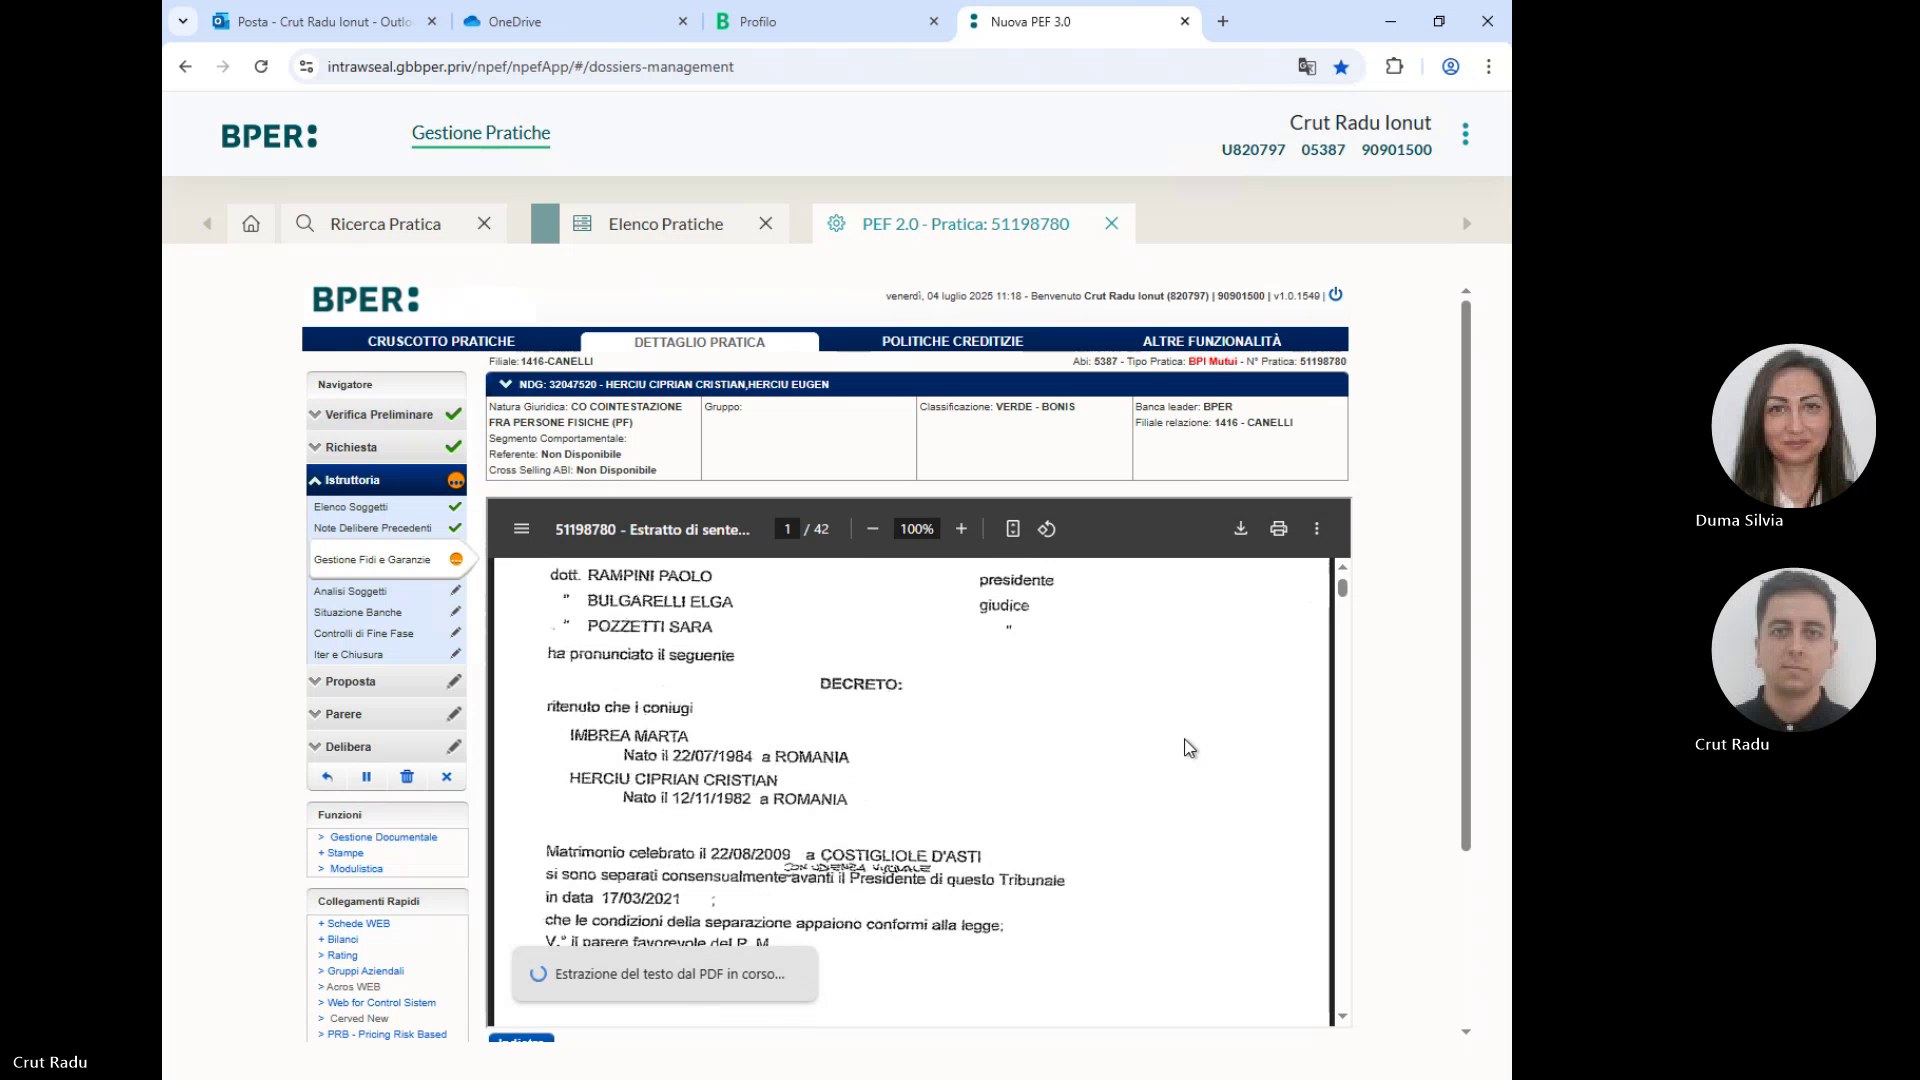 Posta - Crut Radu Ionut - Outlo
OneDrive
Profilo
Nuova PEF 3.0
intrawseal.gbbper.priv/npef/npefApp/#/dossiers-management
BPER:
Gestione Pratiche
Crut Radu Ionut
U820797 05387 90901500
Ricerca Pratica
Elenco Pratiche
PEF 2.0 - Pratica: 51198780
BPER:
venerdì, 04 luglio 2025 11:18 - Benvenuto Crut Radu Ionut (820797) | 90901500 | v1.0.1549 |
CRUSCOTTO PRATICHE
DETTAGLIO PRATICA
POLITICHE CREDITIZIE
ALTRE FUNZIONALITÀ
Filiale: 1416-CANELLI
Abi: 5387 - Tipo Pratica: BPI Mutui - N° Pratica: 51198780
Navigatore
Verifica Preliminare
Richiesta
Istruttoria
Elenco Soggetti
Note Delibere Precedenti
Gestione Fidi e Garanzie
Analisi Soggetti
Situazione Banche
Controlli di Fine Fase
Iter e Chiusura
Proposta
Parere
Delibera
Funzioni
> Gestione Documentale
+ Stampe
> Modulistica
Collegamenti Rapidi
+ Schede WEB
+ Bilanci
> Rating
> Gruppi Aziendali
> Acros WEB
> Web for Control Sistem
> Cerved New
> PRB - Pricing Risk Based
NDG: 32047520 - HERCIU CIPRIAN CRISTIAN,HERCIU EUGEN
Natura Giuridica: CO COINTESTAZIONE
FRA PERSONE FISICHE (PF)
Segmento Comportamentale:
Referente: Non Disponibile
Cross Selling ABI: Non Disponibile
Gruppo:
Classificazione: VERDE - BONIS
Banca leader: BPER
Filiale relazione: 1416 - CANELLI
51198780 - Estratto di sente...
1 / 42
100%
dott. RAMPINI PAOLO presidente
" BULGARELLI ELGA giudice
" POZZETTI SARA "
ha pronunciato il seguente
DECRETO:
ritenuto che i coniugi
IMBREA MARTA
Nato il 22/07/1984 a ROMANIA
HERCIU CIPRIAN CRISTIAN
Nato il 12/11/1982 a ROMANIA
Matrimonio celebrato il 22/08/2009 a COSTIGLIOLE D'ASTI
CON UDIENZA VIRTUALE
si sono separati consensualmente avanti il Presidente di questo Tribunale
in data 17/03/2021 ;
che le condizioni della separazione appaiono conformi alla legge;
V.° il parere favorevole del P. M.
Estrazione del testo dal PDF in corso...
Indietro
Duma Silvia
Crut Radu
Crut Radu